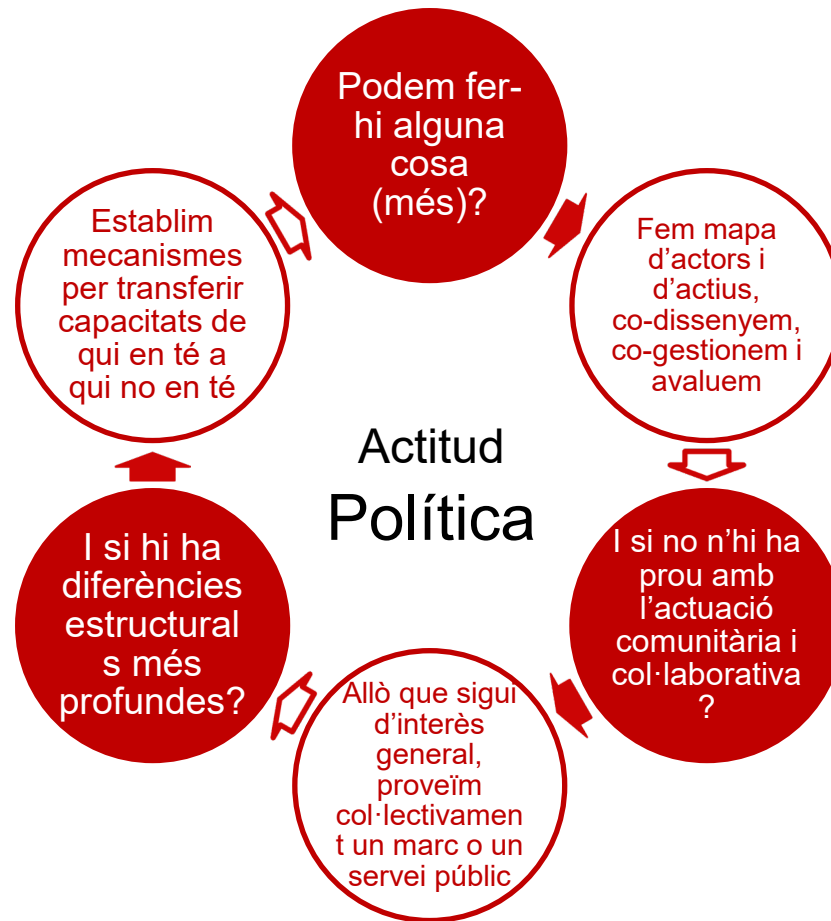 Podem fer-
hi alguna
cosa
(més)?
Fem mapa
d’actors i
d’actius,
co-dissenyem,
co-gestionem i
avaluem
I si no n’hi ha
prou amb
l’actuació
comunitària i
col·laborativa
?
Allò que sigui
d’interès
general,
proveïm
col·lectivamen
t un marc o un
servei públic
I si hi ha
diferències
estructural
s més
profundes?
Establim
mecanismes
per transferir
capacitats de
qui en té a
qui no en té
Actitud
Política